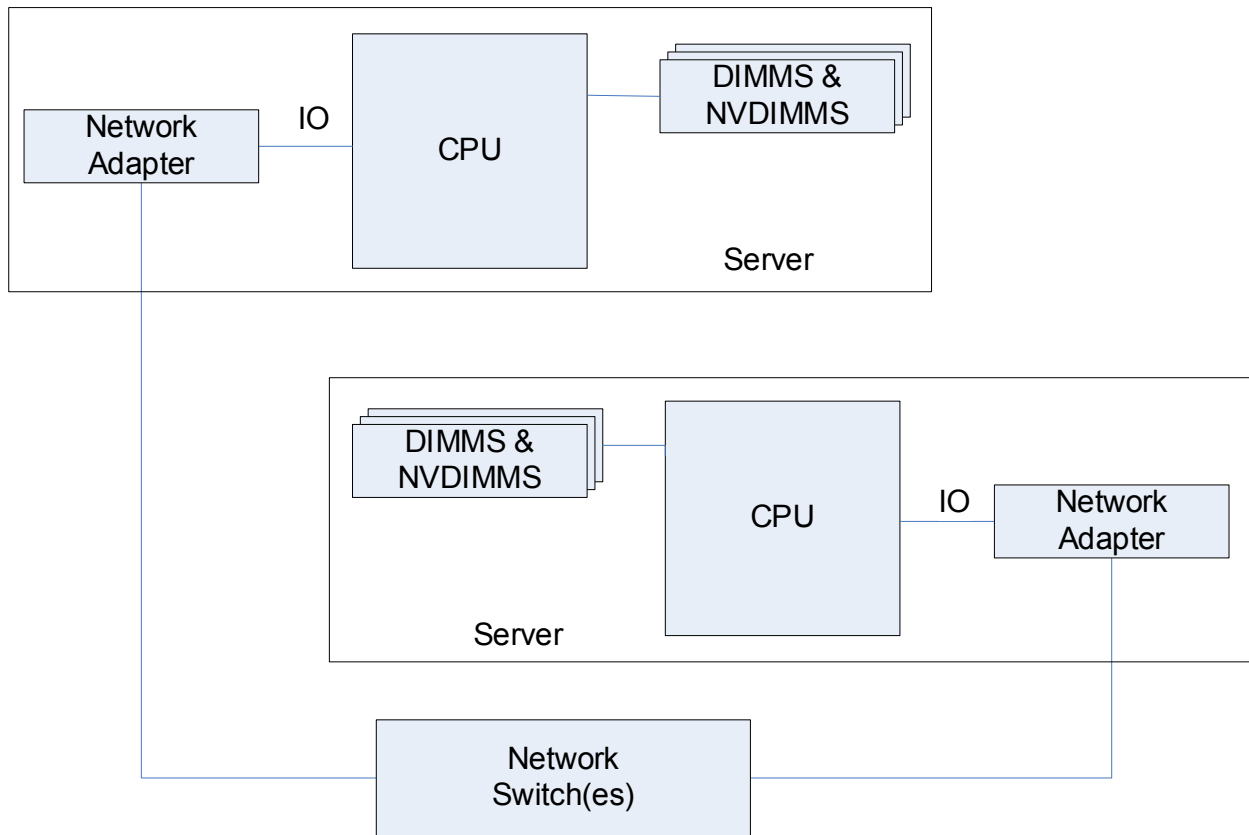 DIMMS &
NVDIMMS
Network
Adapter
IO
CPU
Server
DIMMS &
NVDIMMS
CPU
IO
Network
Adapter
Server
Network
Switch(es)